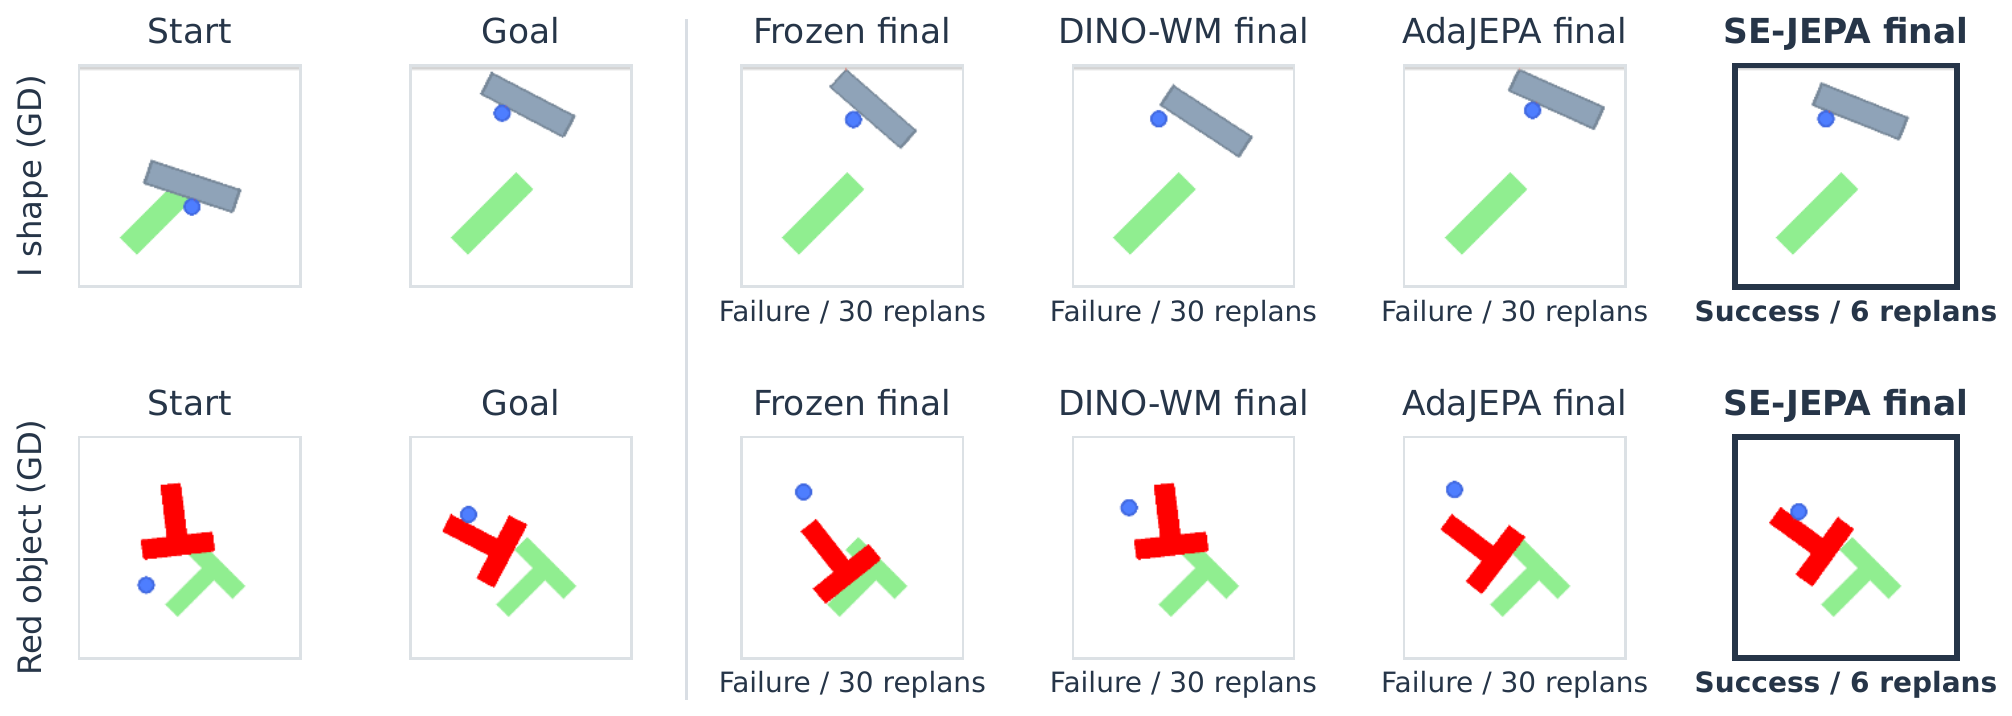 Start Goal Frozen final DINO-WM final AdaJEPA final SE-JEPA final
I shape (GD)
Failure / 30 replans Failure / 30 replans Failure / 30 replans Success / 6 replans
Start Goal Frozen final DINO-WM final AdaJEPA final SE-JEPA final
Red object (GD)
Failure / 30 replans Failure / 30 replans Failure / 30 replans Success / 6 replans